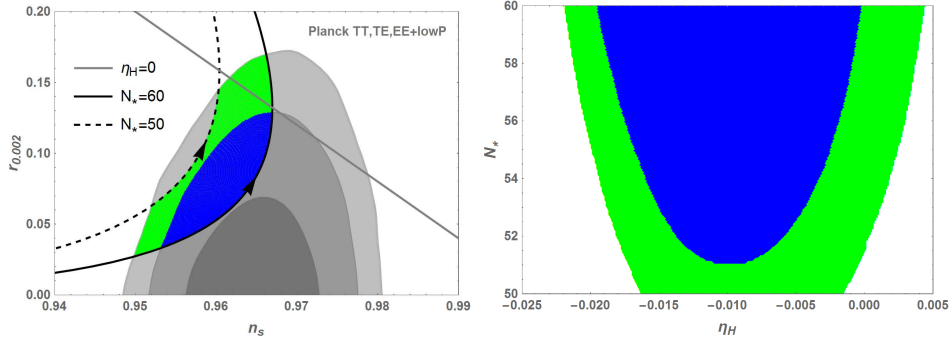 Planck TT,TE,EE+lowP
η_H=0
N_*=60
N_*=50
0.20
0.15
0.10
0.05
0.00
r_0.002
0.94 0.95 0.96 0.97 0.98 0.99
n_s
60
58
56
54
52
50
N_*
−0.025 −0.020 −0.015 −0.010 −0.005 0.000 0.005
η_H